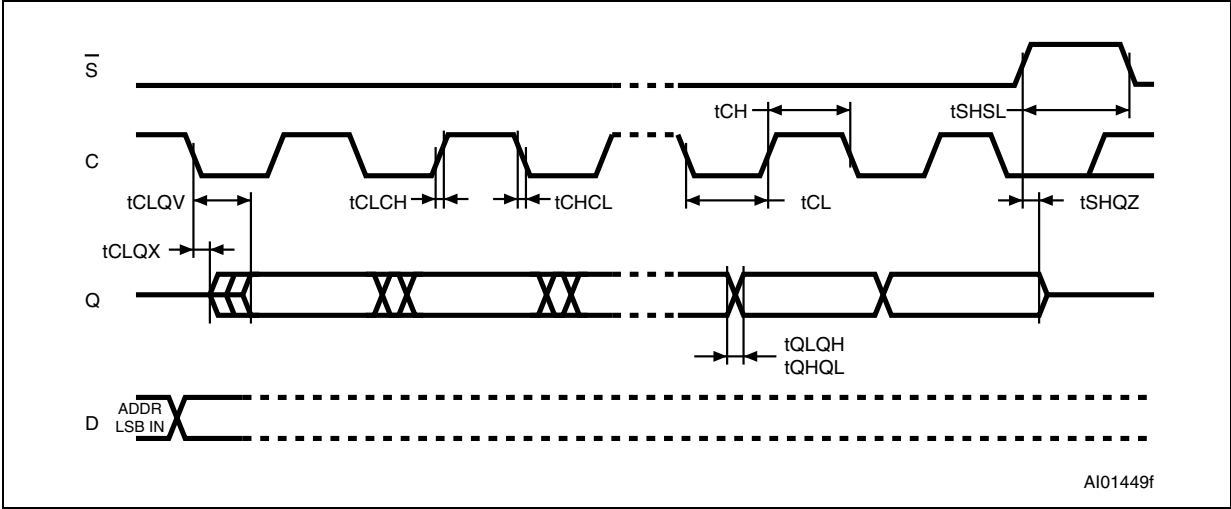 S̅
tCH
tSHSL
C
tCLQV
tCLCH
tCHCL
tCL
tSHQZ
tCLQX
Q
tQLQH
tQHQL
D
ADDR
LSB IN
AI01449f